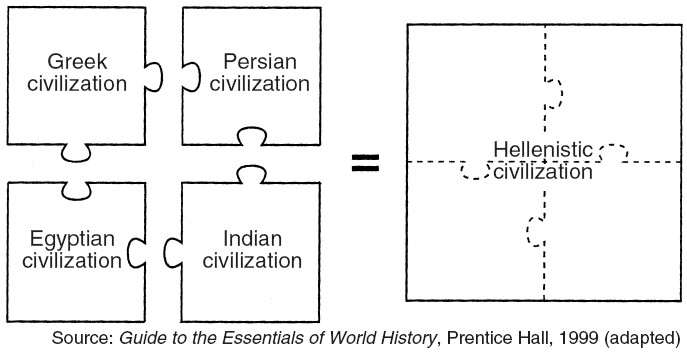 Greek
civilization
Persian
civilization
Egyptian
civilization
Indian
civilization
=
Hellenistic
civilization
Source: Guide to the Essentials of World History, Prentice Hall, 1999 (adapted)